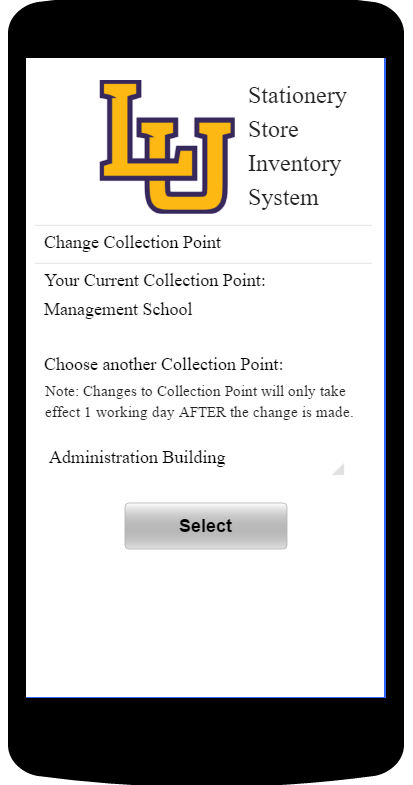 LU
Stationery
Store
Inventory
System
Change Collection Point
Your Current Collection Point:
Management School
Choose another Collection Point:
Note: Changes to Collection Point will only take
effect 1 working day AFTER the change is made.
Administration Building
Select